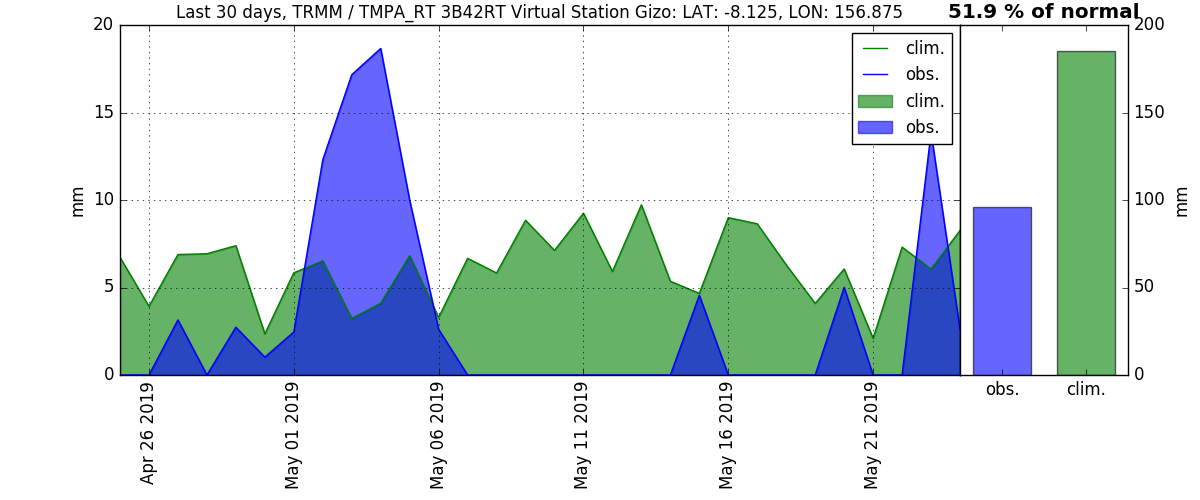 Last 30 days, TRMM / TMPA_RT 3B42RT Virtual Station Gizo: LAT: -8.125, LON: 156.875
51.9 % of normal
20
15
10
5
0
mm
clim.
obs.
clim.
obs.
Apr 26 2019
May 01 2019
May 06 2019
May 11 2019
May 16 2019
May 21 2019
200
150
100
50
0
mm
obs.
clim.